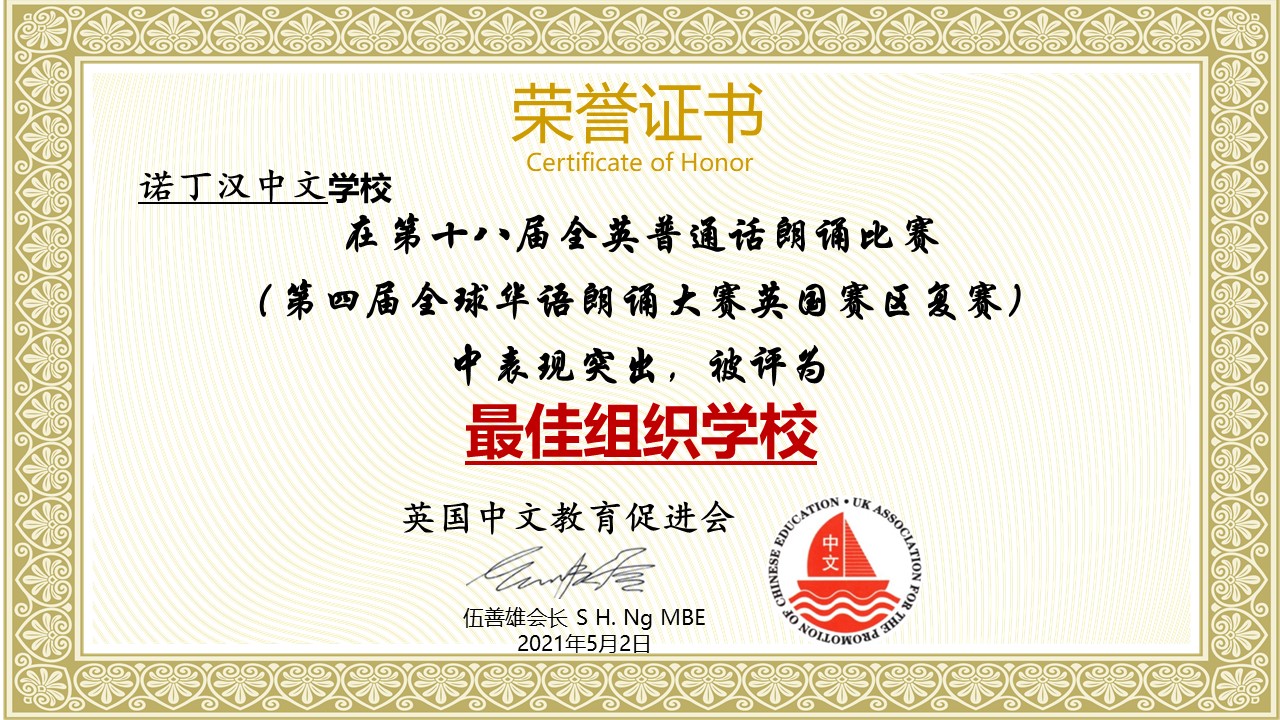 荣誉证书
Certificate of Honor
诺丁汉中文学校
在第十八届全英普通话朗诵比赛
（第四届全球华语朗诵大赛英国赛区复赛）
中表现突出，被评为
最佳组织学校
英国中文教育促进会
伍善雄会长 S H. Ng MBE
2021年5月2日
UK ASSOCIATION FOR THE PROMOTION OF CHINESE EDUCATION •
中
文